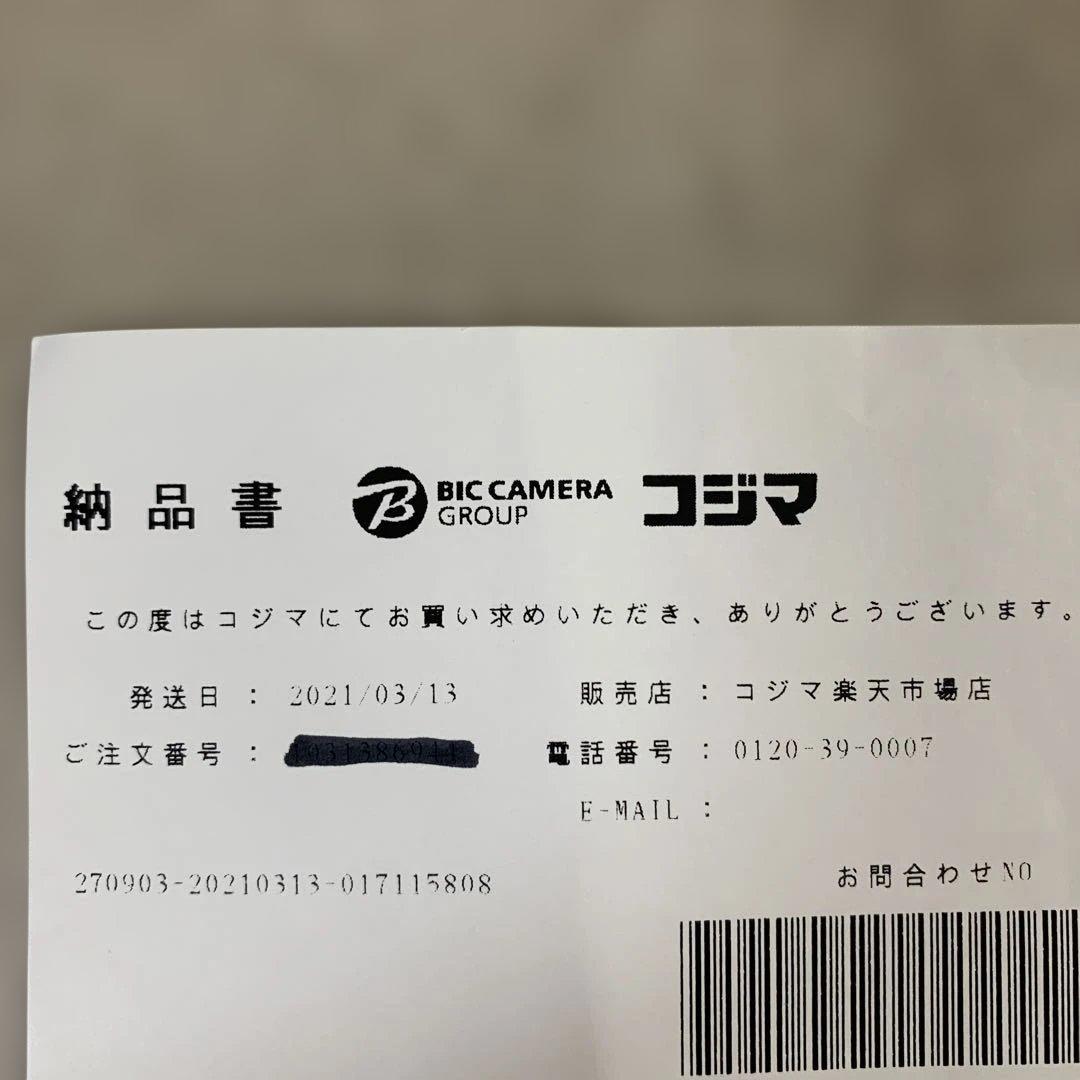 納品書 BIC CAMERA GROUP コジマ
この度はコジマにてお買い求めいただき、ありがとうございます。
発送日 : 2021/03/13 販売店 : コジマ楽天市場店
ご注文番号 : 電話番号 : 0120-39-0007
E-MAIL :
270903-20210313-017115808 お問合わせNO